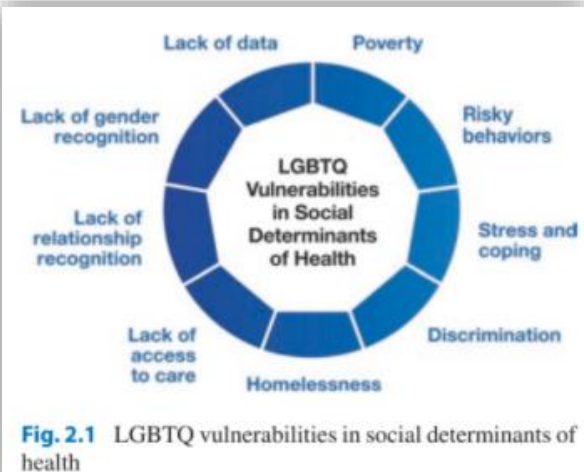 Lack of data
Poverty
Lack of gender
recognition
Risky
behaviors
LGBTQ
Vulnerabilities
in Social
Determinants
of Health
Lack of
relationship
recognition
Stress and
coping
Lack of
access
to care
Discrimination
Homelessness
Fig. 2.1 LGBTQ vulnerabilities in social determinants of
health